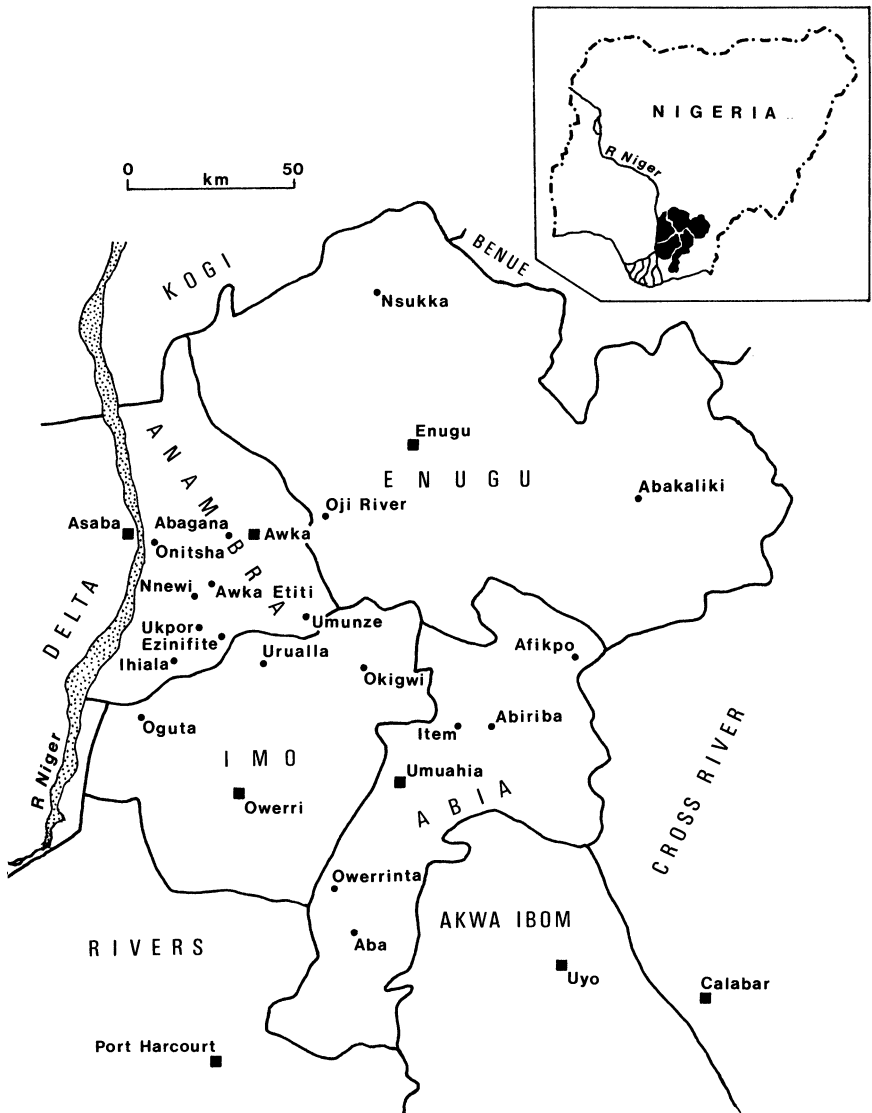 NIGERIA
R Niger
0 50
km
KOGI
BENUE
Nsukka
Enugu
ENUGU
Abakaliki
ANAMBRA
Oji River
Asaba
Abagana
Awka
Onitsha
Nnewi
Awka Etiti
DELTA
Ukpor
Umunze
Ezinifite
Ihiala
Urualla
Afikpo
Okigwi
Oguta
Item
Abiriba
IMO
Umuahia
R Niger
Owerri
ABIA
CROSS RIVER
Owerrinta
AKWA IBOM
RIVERS
Aba
Uyo
Calabar
Port Harcourt